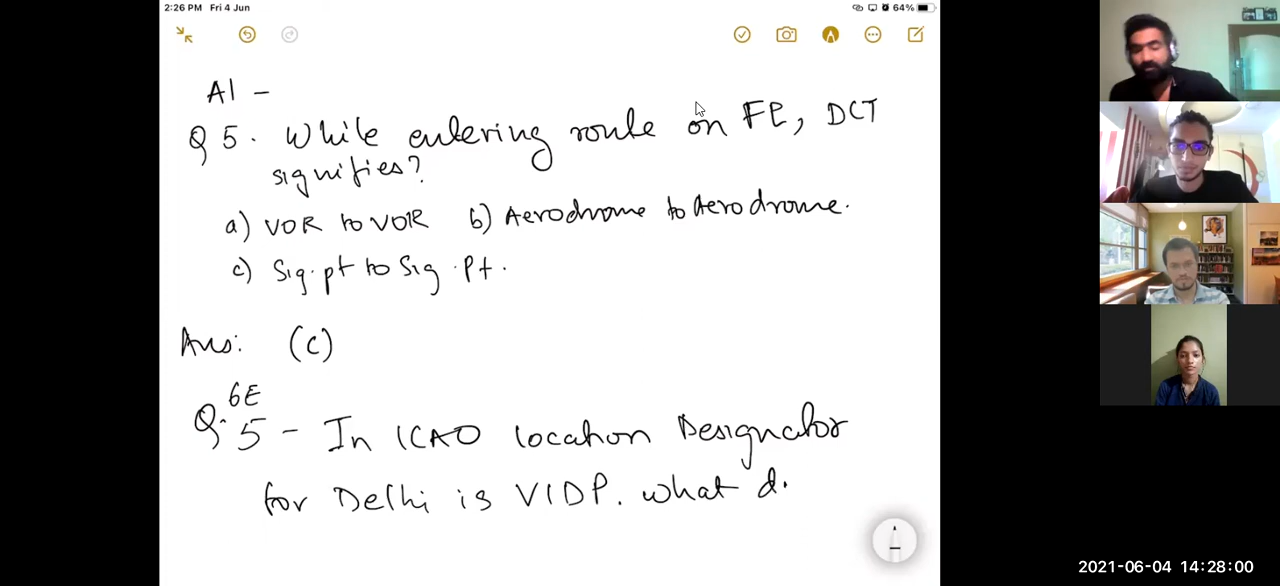 2:26 PM Fri 4 Jun
64%
AI -
Q 5. While entering route on FPL, DCT
signifies?
a) VOR to VOR b) Aerodrome to Aerodrome.
c) Sig.pt to Sig.Pt.
Ans: (c)
6E
Q.5 - In ICAO location Designator
for Delhi is VIDP. what d.
2021-06-04 14:28:00